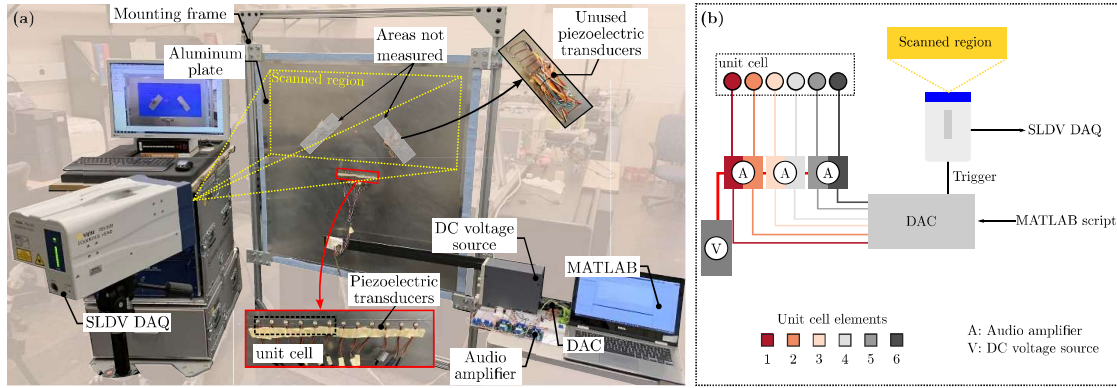 (a)
Mounting frame
Aluminum
plate
Areas not
measured
Unused
piezoelectric
transducers
Scanned region
DC voltage
source
MATLAB
Piezoelectric
transducers
SLDV DAQ
unit cell
Audio
amplifier
DAC
(b)
Scanned region
unit cell
SLDV DAQ
Trigger
A
A
A
DAC
MATLAB script
V
Unit cell elements
1 2 3 4 5 6
A: Audio amplifier
V: DC voltage source